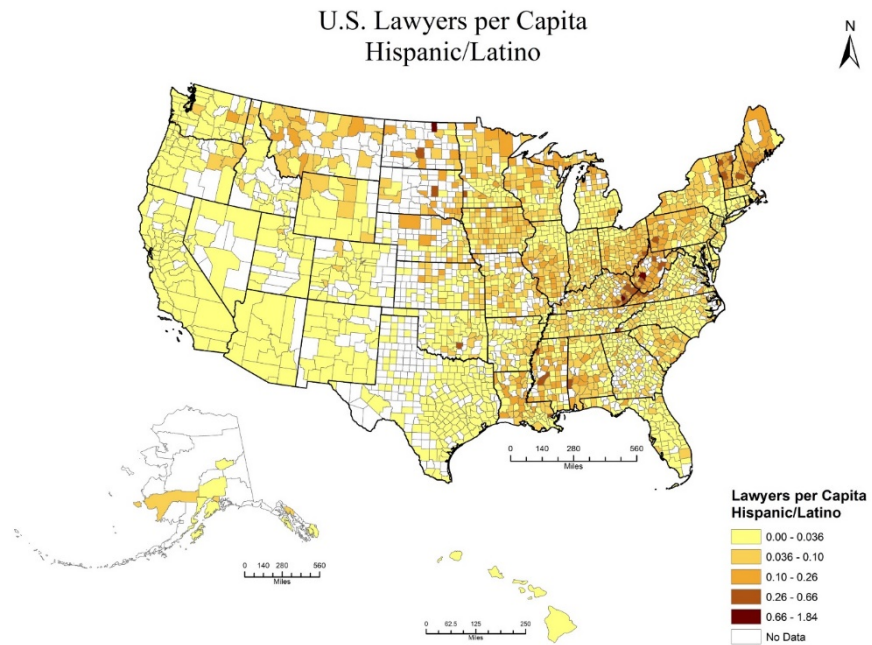 U.S. Lawyers per Capita
Hispanic/Latino
N
0 140 280 560
Miles
0 140 280 560
Miles
0 62.5 125 250
Miles
Lawyers per Capita
Hispanic/Latino
0.00 - 0.036
0.036 - 0.10
0.10 - 0.26
0.26 - 0.66
0.66 - 1.84
No Data